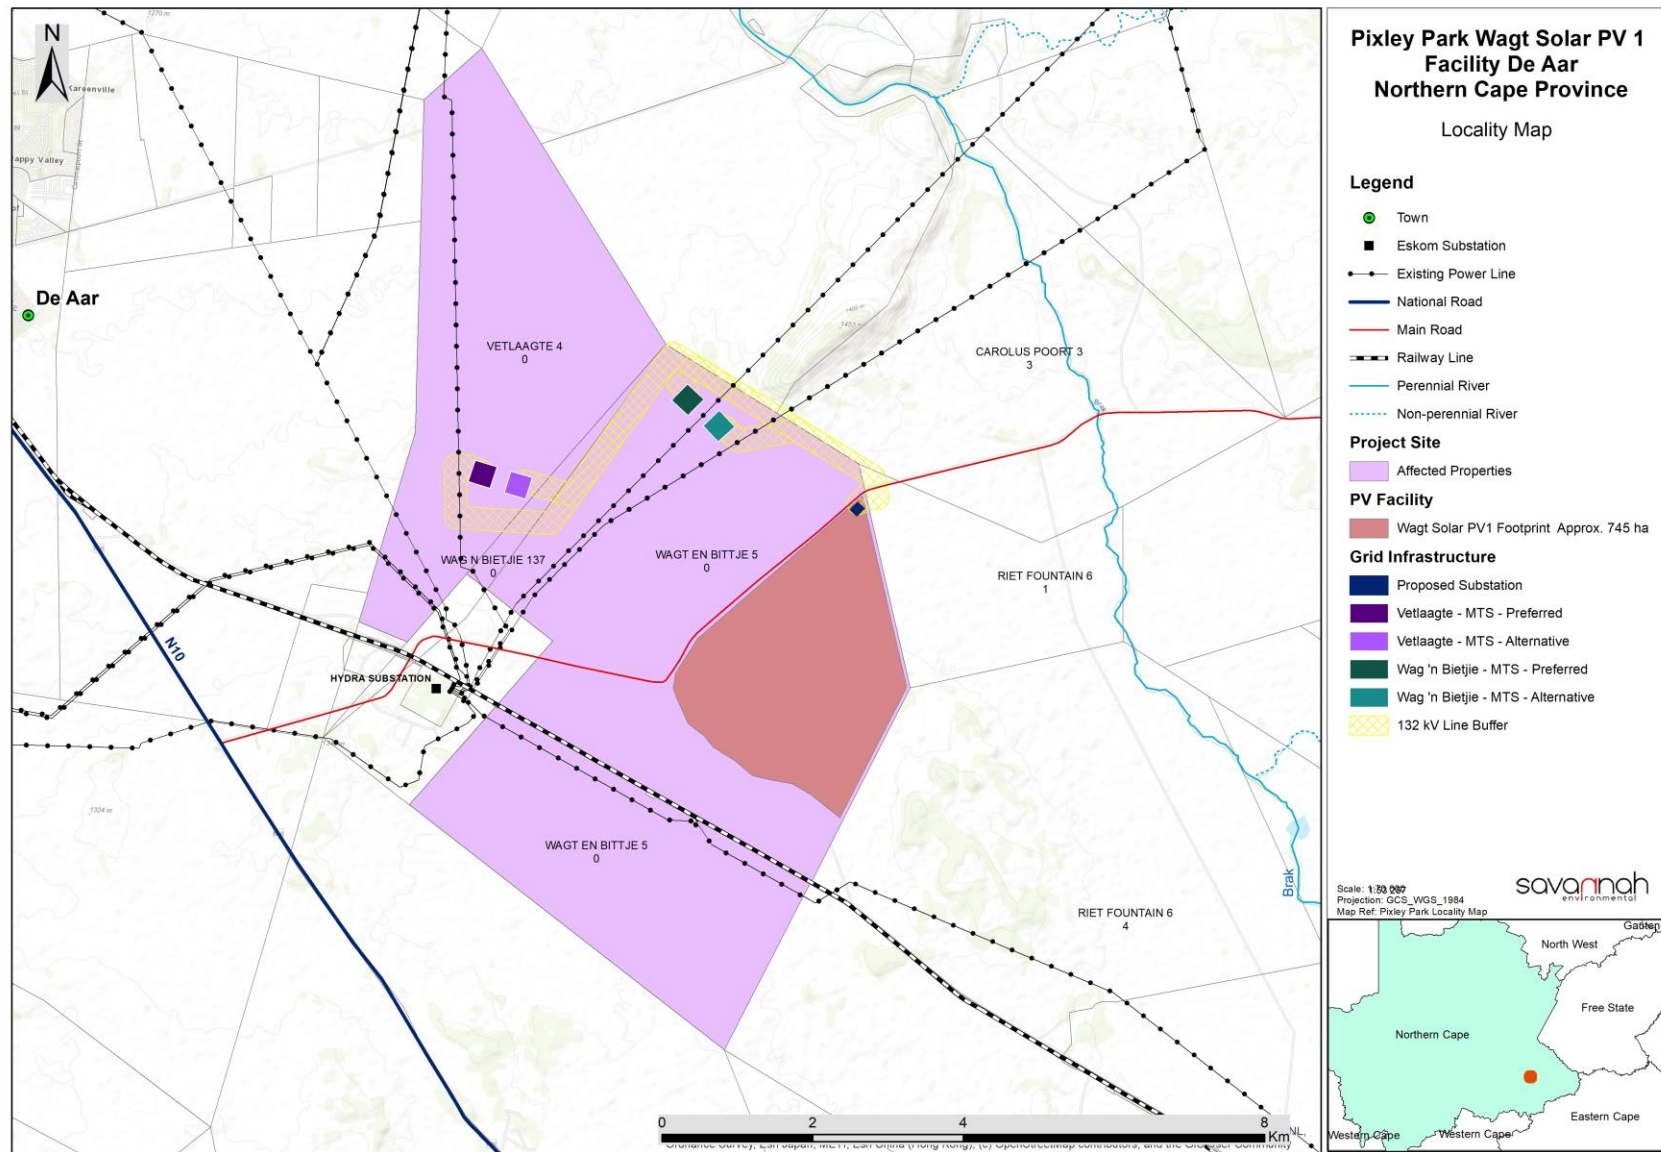 Pixley Park Wagt Solar PV 1
Facility De Aar
Northern Cape Province
Locality Map
Legend
Town
Eskom Substation
Existing Power Line
National Road
Main Road
Railway Line
Perennial River
Non-perennial River
Project Site
Affected Properties
PV Facility
Wagt Solar PV1 Footprint Approx. 745 ha
Grid Infrastructure
Proposed Substation
Vetlaagte - MTS - Preferred
Vetlaagte - MTS - Alternative
Wag 'n Bietjie - MTS - Preferred
Wag 'n Bietjie - MTS - Alternative
132 kV Line Buffer
Scale:
Projection: GCS_WGS_1984
Map Ref: Pixley Park Locality Map
savannah
environmental
North West
Free State
Northern Cape
Eastern Cape
Western Cape
Western Cape
N
1270 m
Kareenville
appy Valley
De Aar
VETLAAGTE 4
0
1453 m
CAROLUS POORT 3
3
WAG N BIETJIE 137
0
WAGT EN BITTJE 5
0
RIET FOUNTAIN 6
1
N10
HYDRA SUBSTATION
1304 m
WAGT EN BITTJE 5
0
RIET FOUNTAIN 6
4
Brak
0 2 4 8
Km